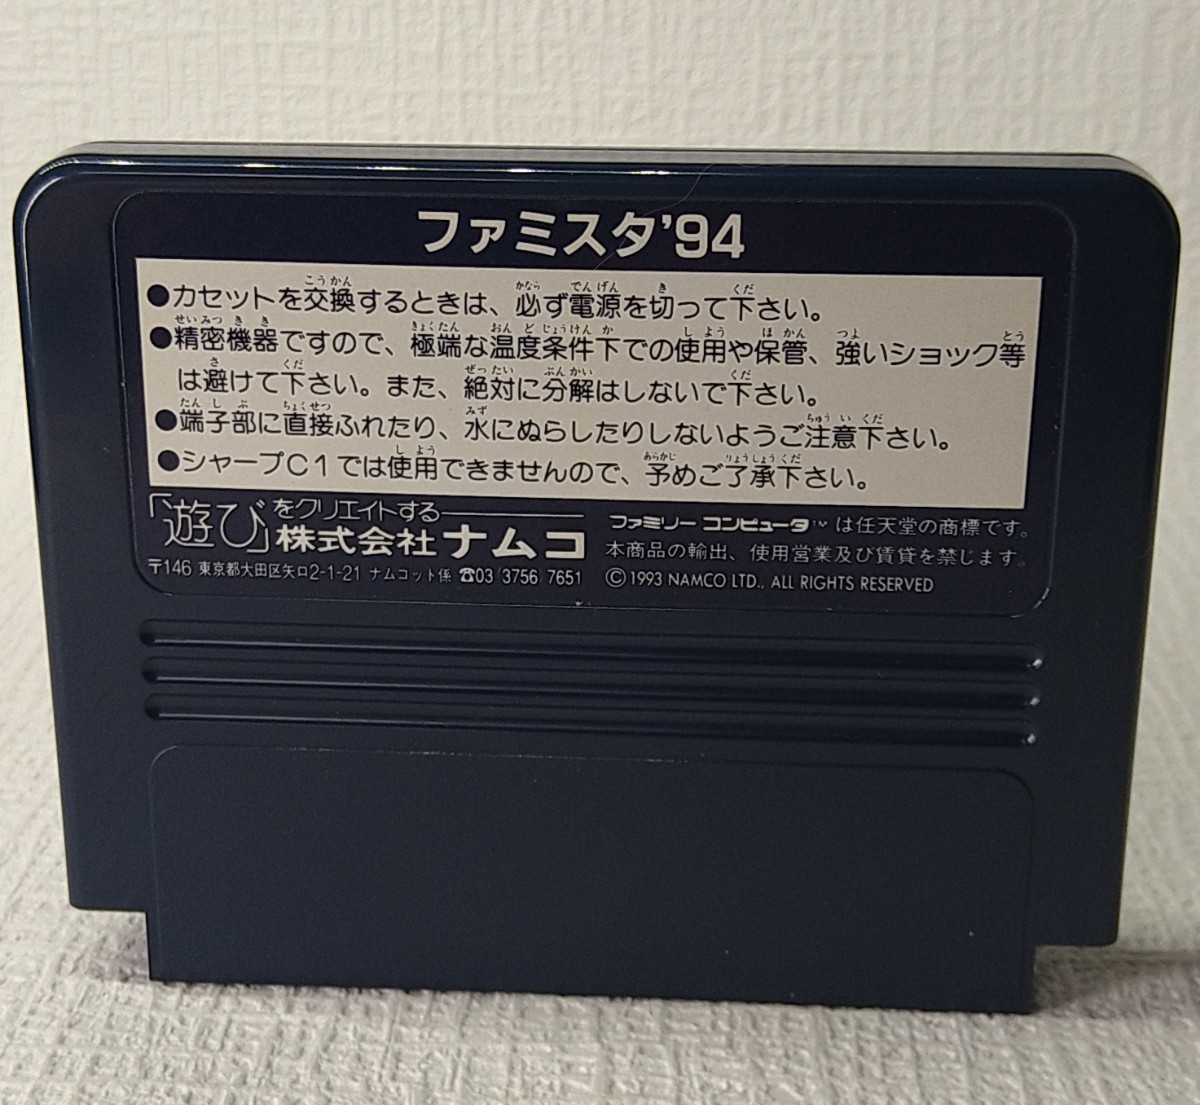 ファミスタ'94
●カセットを交換するときは、必ず電源を切って下さい。
●精密機器ですので、極端な温度条件下での使用や保管、強いショック等
は避けて下さい。また、絶対に分解はしないで下さい。
●端子部に直接ふれたり、水にぬらしたりしないようご注意下さい。
●シャープC1では使用できませんので、予めご了承下さい。
「遊び」をクリエイトする
株式会社ナムコ
〒146 東京都大田区矢口2-1-21 ナムコット係 ☎03(3756)7651
ファミリーコンピュータ™は任天堂の商標です。
本商品の輸出、使用営業及び賃貸を禁じます。
©1993 NAMCO LTD., ALL RIGHTS RESERVED